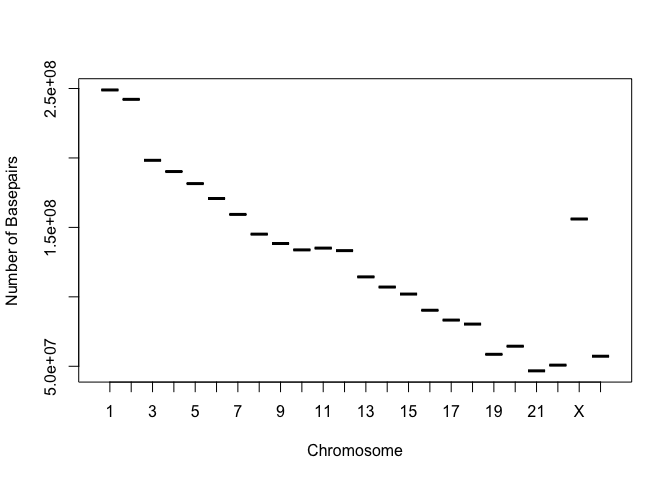 Number of Basepairs
2.5e+08
1.5e+08
5.0e+07
1 3 5 7 9 11 13 15 17 19 21 X
Chromosome